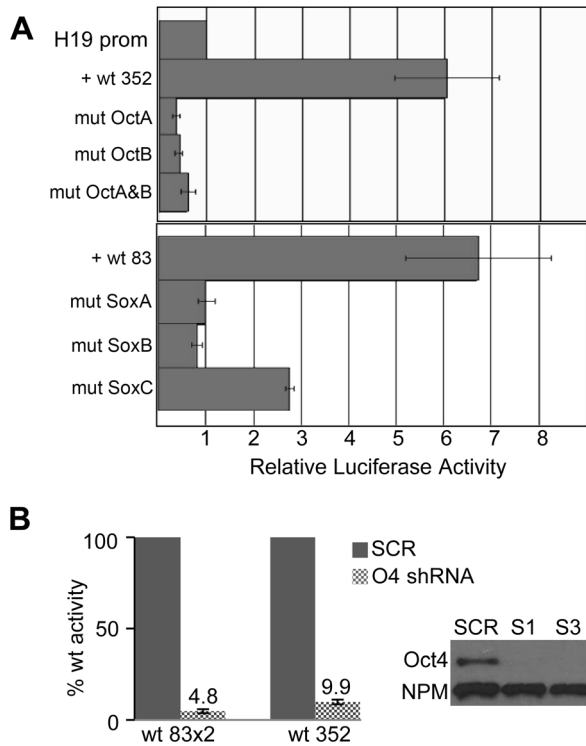 A
H19 prom
+ wt 352
mut OctA
mut OctB
mut OctA&B
+ wt 83
mut SoxA
mut SoxB
mut SoxC
1 2 3 4 5 6 7 8
Relative Luciferase Activity
B
% wt activity
100
50
0
4.8
9.9
wt 83x2 wt 352
SCR
O4 shRNA
SCR S1 S3
Oct4
NPM